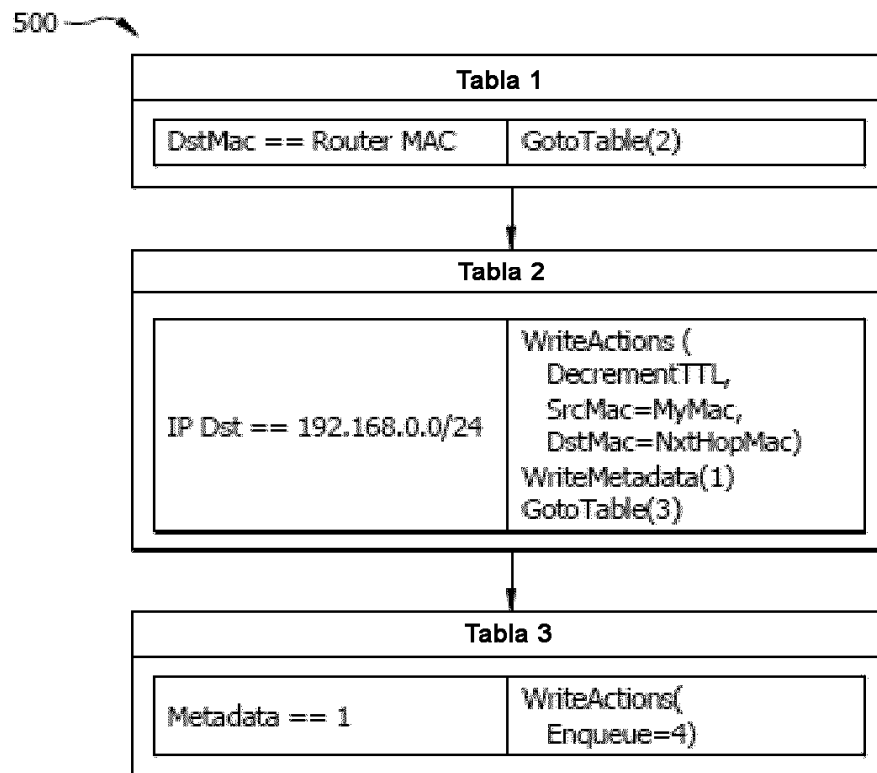 500
Tabla 1
DstMac == Router MAC
GotoTable(2)
Tabla 2
IP Dst == 192.168.0.0/24
WriteActions (
DecrementTTL,
SrcMac=MyMac,
DstMac=NxtHopMac)
WriteMetadata(1)
GotoTable(3)
Tabla 3
Metadata == 1
WriteActions(
Enqueue=4)